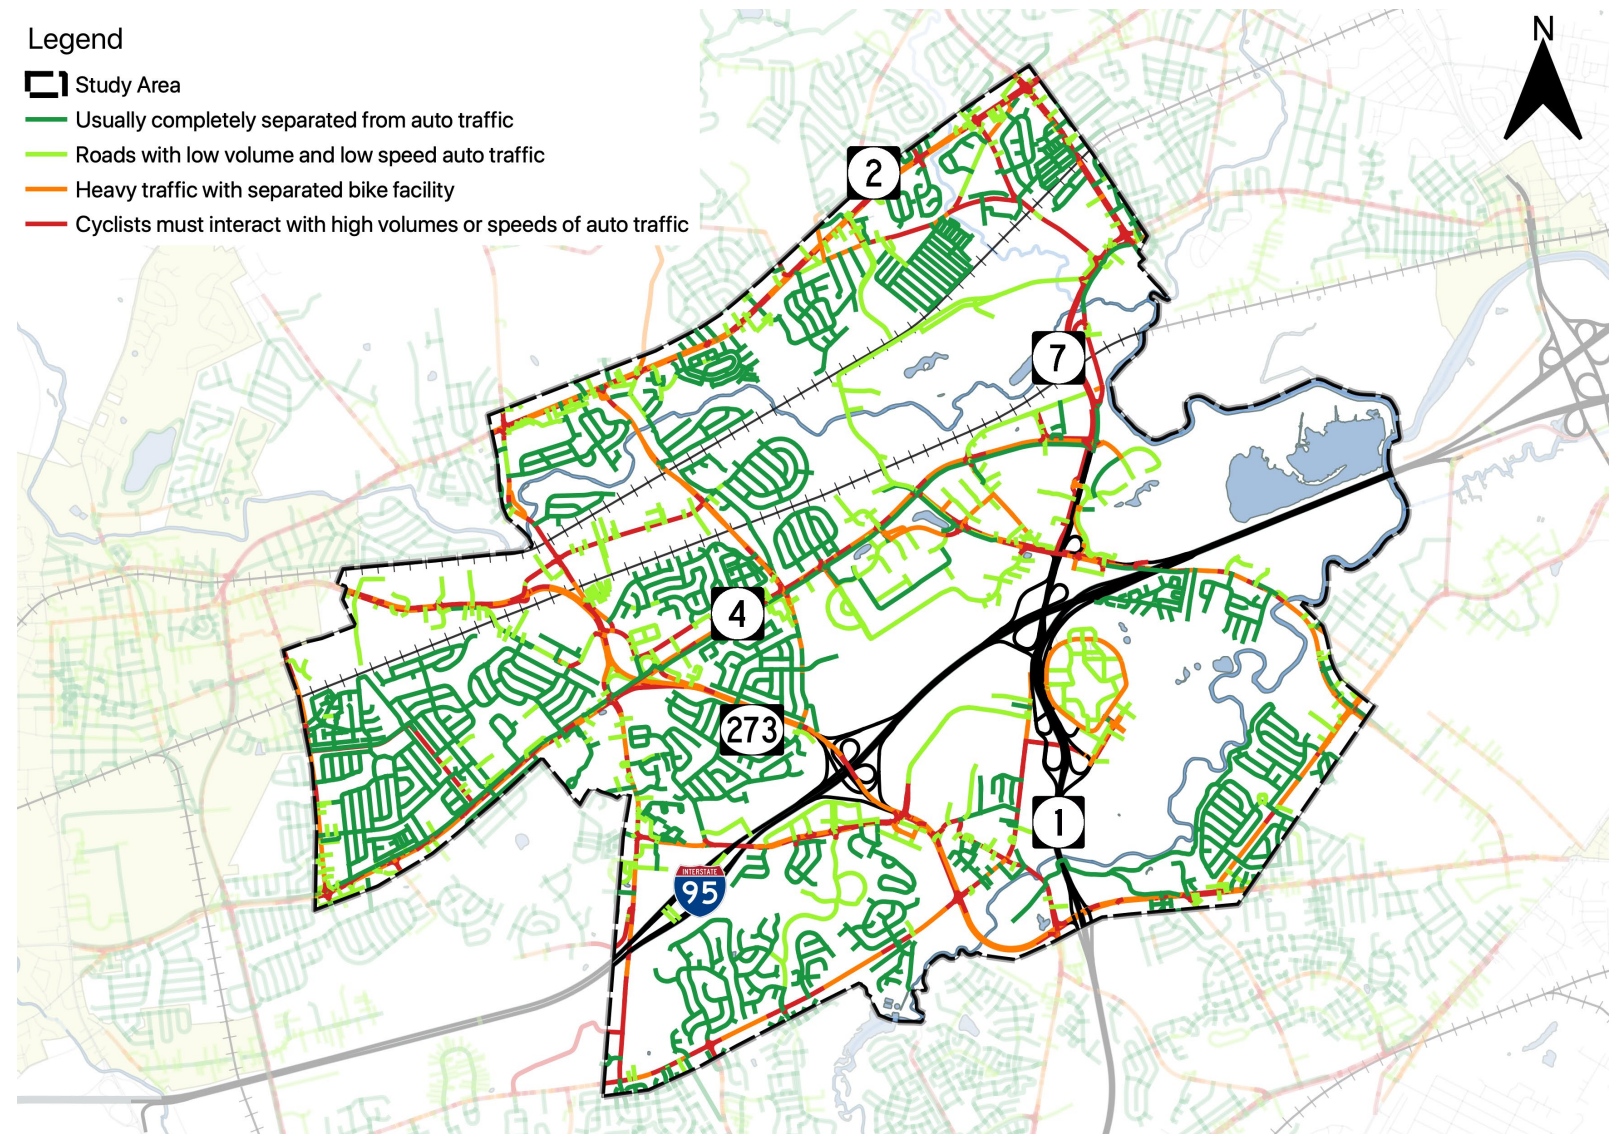 Legend
Study Area
Usually completely separated from auto traffic
Roads with low volume and low speed auto traffic
Heavy traffic with separated bike facility
Cyclists must interact with high volumes or speeds of auto traffic
N
2
7
4
273
1
INTERSTATE
95